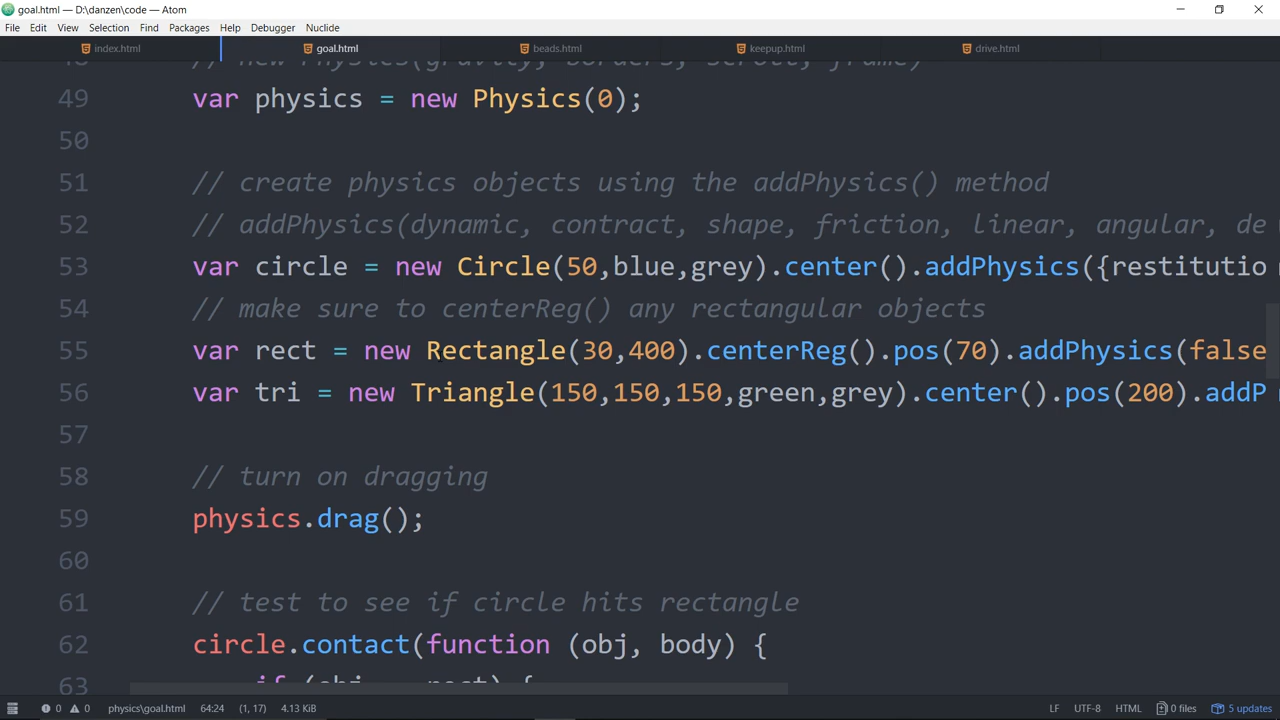 goal.html — D:\danzen\code — Atom
File Edit View Selection Find Packages Help Debugger Nuclide
index.html goal.html beads.html keepup.html drive.html
48 // new Physics(gravity, borders, scroll, frame)
49 var physics = new Physics(0);
50
51 // create physics objects using the addPhysics() method
52 // addPhysics(dynamic, contract, shape, friction, linear, angular, de
53 var circle = new Circle(50,blue,grey).center().addPhysics({restitutio
54 // make sure to centerReg() any rectangular objects
55 var rect = new Rectangle(30,400).centerReg().pos(70).addPhysics(false
56 var tri = new Triangle(150,150,150,green,grey).center().pos(200).addP
57
58 // turn on dragging
59 physics.drag();
60
61 // test to see if circle hits rectangle
62 circle.contact(function (obj, body) {
63 if (obj rect) {
0 0 physics\goal.html 64:24 (1, 17) 4.13 KiB LF UTF-8 HTML 0 files 5 updates